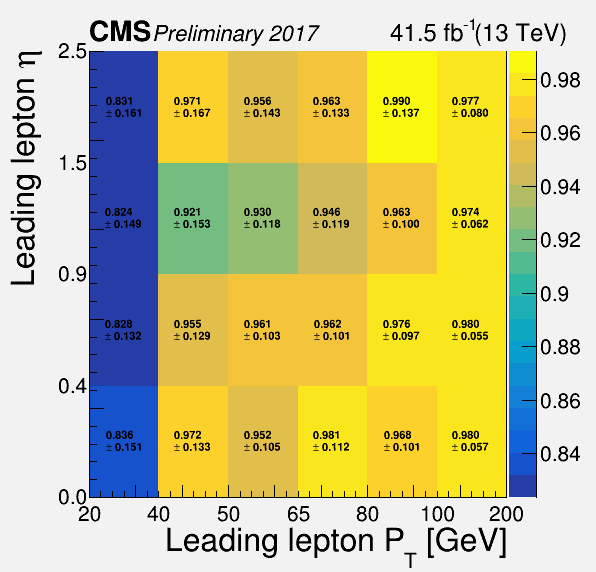 CMS Preliminary 2017 41.5 fb⁻¹(13 TeV)
Leading lepton η
2.5
1.5
0.9
0.4
0.0
0.831 0.971 0.956 0.963 0.990 0.977
± 0.161 ± 0.167 ± 0.143 ± 0.133 ± 0.137 ± 0.080
0.824 0.921 0.930 0.946 0.963 0.974
± 0.149 ± 0.153 ± 0.118 ± 0.119 ± 0.100 ± 0.062
0.828 0.955 0.961 0.962 0.976 0.980
± 0.132 ± 0.129 ± 0.103 ± 0.101 ± 0.097 ± 0.055
0.836 0.972 0.952 0.981 0.968 0.980
± 0.151 ± 0.133 ± 0.105 ± 0.112 ± 0.101 ± 0.057
20 40 50 65 80 100 200
Leading lepton P_T [GeV]
0.98
0.96
0.94
0.92
0.9
0.88
0.86
0.84